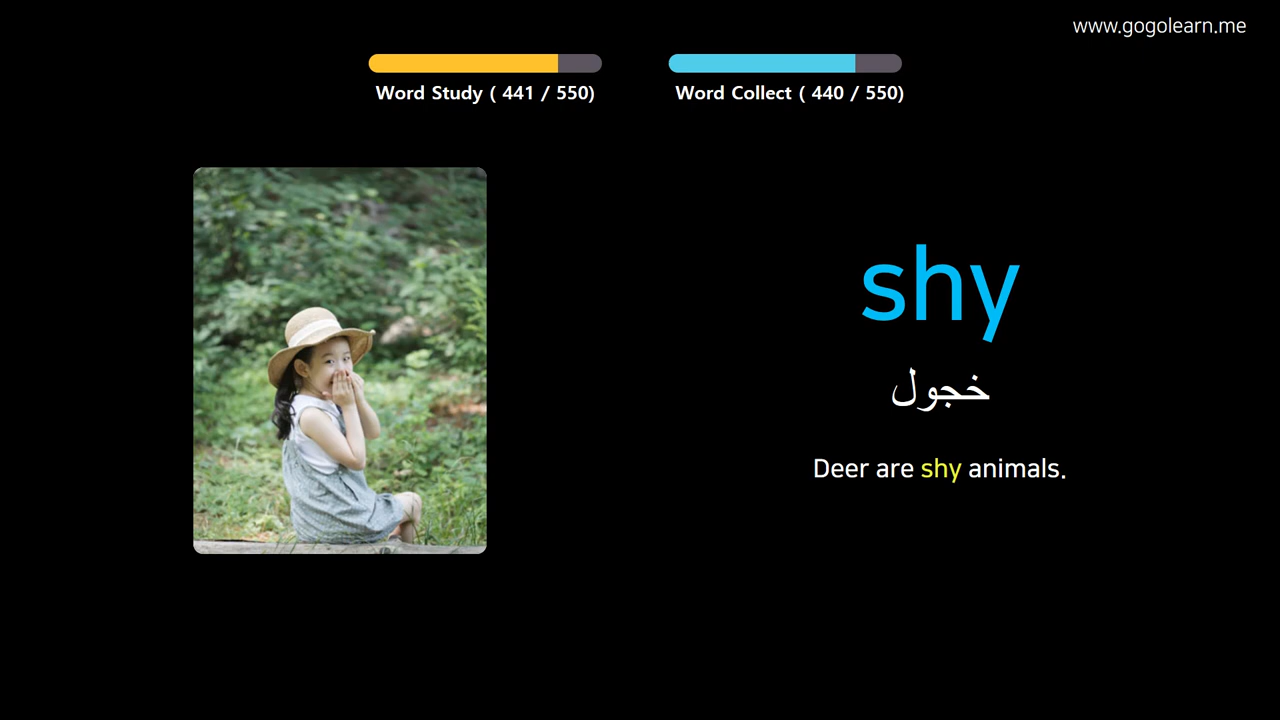 www.gogolearn.me
Word Study ( 441 / 550)
Word Collect ( 440 / 550)
shy
خجول
Deer are shy animals.